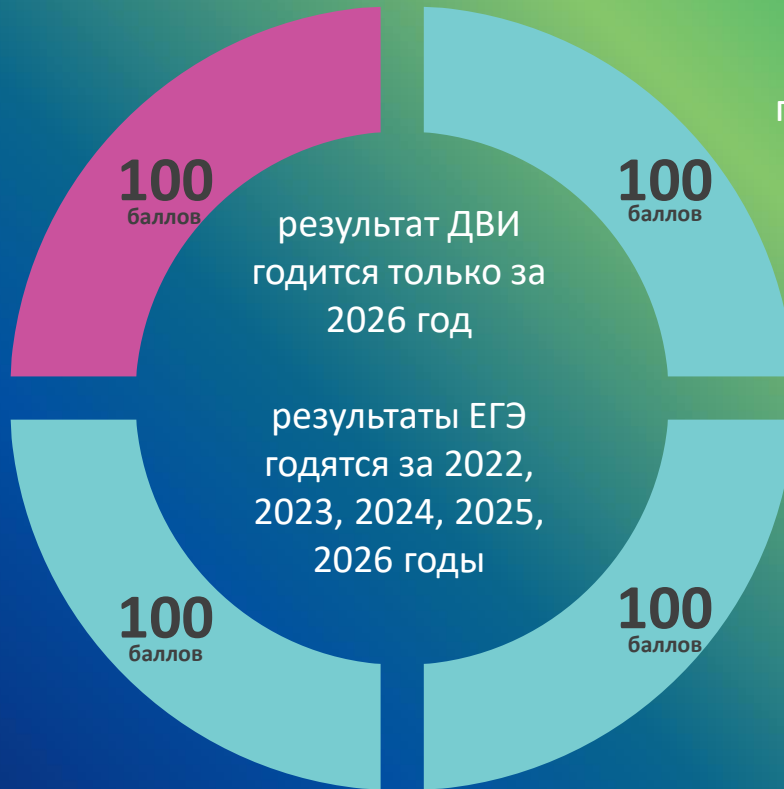 100
баллов
100
баллов
результат ДВИ
годится только за
2026 год
результаты ЕГЭ
годятся за 2022,
2023, 2024, 2025,
2026 годы
100
баллов
100
баллов